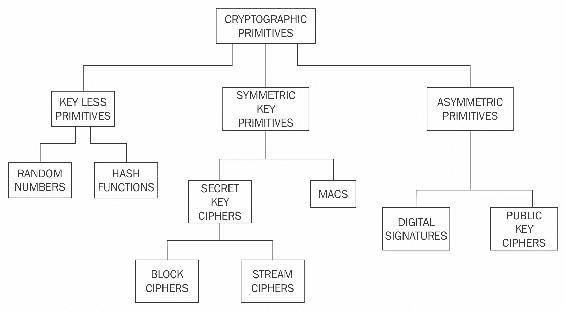 CRYPTOGRAPHIC
PRIMITIVES
KEY LESS
PRIMITIVES
SYMMETRIC
KEY
PRIMITIVES
ASYMMETRIC
PRIMITIVES
RANDOM
NUMBERS
HASH
FUNCTIONS
SECRET
KEY
CIPHERS
MACS
DIGITAL
SIGNATURES
PUBLIC
KEY
CIPHERS
BLOCK
CIPHERS
STREAM
CIPHERS